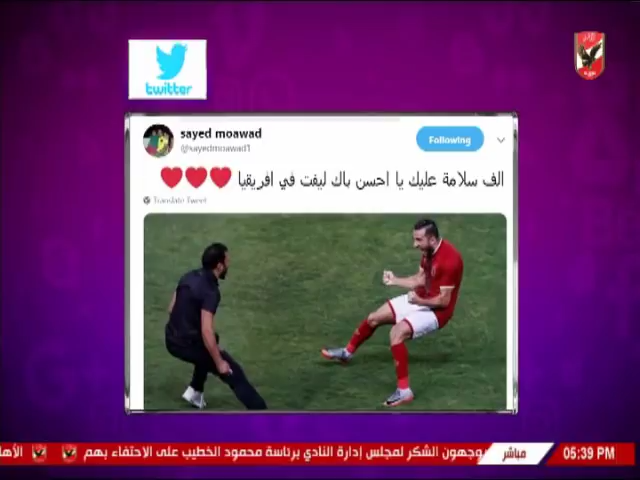 twitter
sayed moawad
@sayedmoawad1
Following
الف سلامة عليك يا احسن باك ليفت في افريقيا ❤❤❤
Translate Tweet
وجهون الشكر لمجلس إدارة النادي برئاسة محمود الخطيب على الاحتفاء بهم
الأها
مباشر
05:39 PM